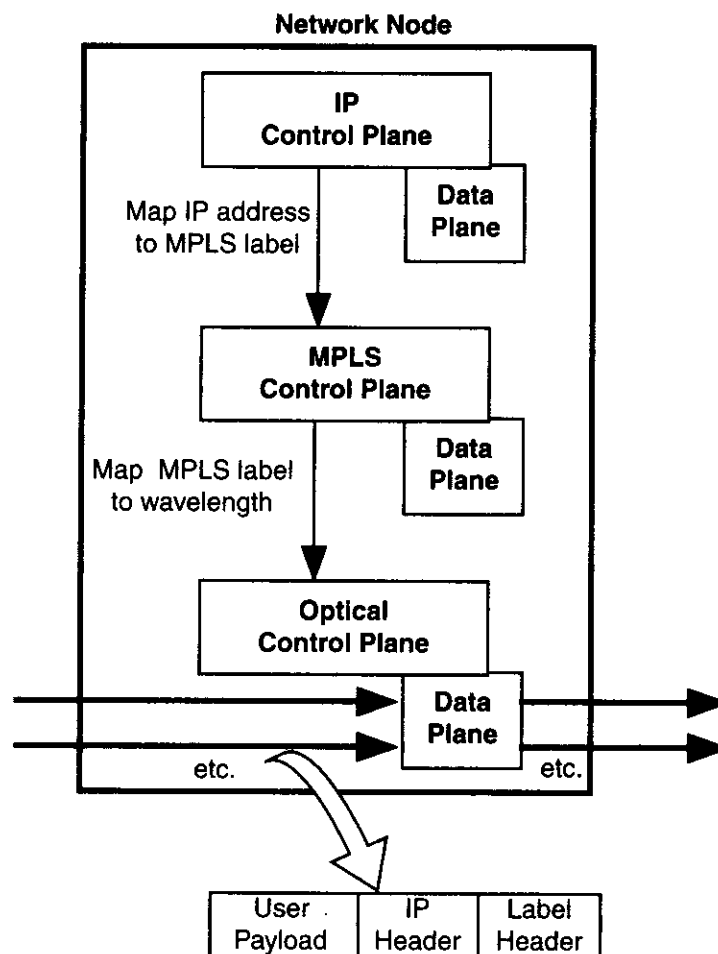 Network Node
IP
Control Plane
Data
Plane
Map IP address
to MPLS label
MPLS
Control Plane
Data
Plane
Map MPLS label
to wavelength
Optical
Control Plane
Data
Plane
etc.
etc.
User
Payload
IP
Header
Label
Header